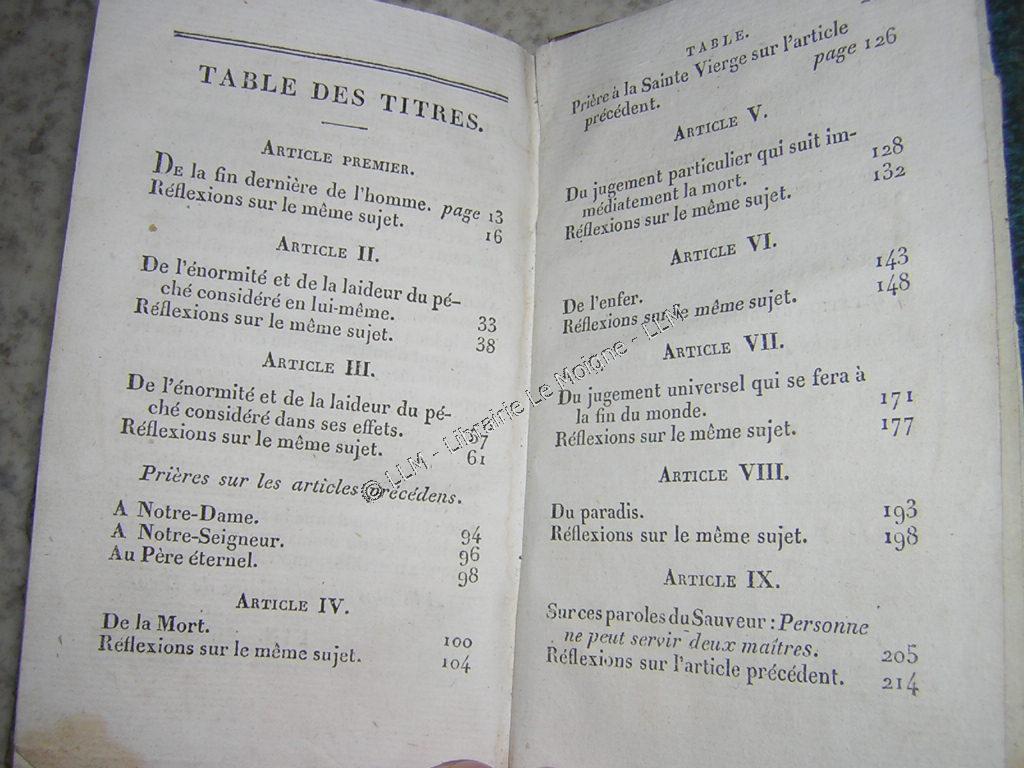 TABLE DES TITRES.
ARTICLE PREMIER.
DE la fin dernière de l'homme. page 13
Réflexions sur le même sujet. 16
ARTICLE II.
De l'énormité et de la laideur du pé-
ché considéré en lui-même. 33
Réflexions sur le même sujet. 38
ARTICLE III.
De l'énormité et de la laideur du pé-
ché considéré dans ses effets. 57
Réflexions sur le même sujet. 61
Prières sur les articles précédens.
A Notre-Dame. 94
A Notre-Seigneur. 96
Au Père éternel. 98
ARTICLE IV.
De la Mort. 100
Réflexions sur le même sujet. 104
TABLE.
Prière à la Sainte Vierge sur l'article
précédent. page 126
ARTICLE V.
Du jugement particulier qui suit im-
médiatement la mort. 128
Réflexions sur le même sujet. 132
ARTICLE VI.
De l'enfer. 143
Réflexions sur le même sujet. 148
ARTICLE VII.
Du jugement universel qui se fera à
la fin du monde. 171
Réflexions sur le même sujet. 177
ARTICLE VIII.
Du paradis. 193
Réflexions sur le même sujet. 198
ARTICLE IX.
Sur ces paroles du Sauveur : Personne
ne peut servir deux maîtres. 205
Réflexions sur l'article précédent. 214
© LLM - Librairie Le Moigne - LLM